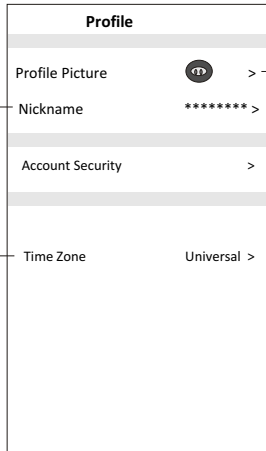 Profile
Profile Picture >
Nickname ******** >
Account Security >
Time Zone Universal >